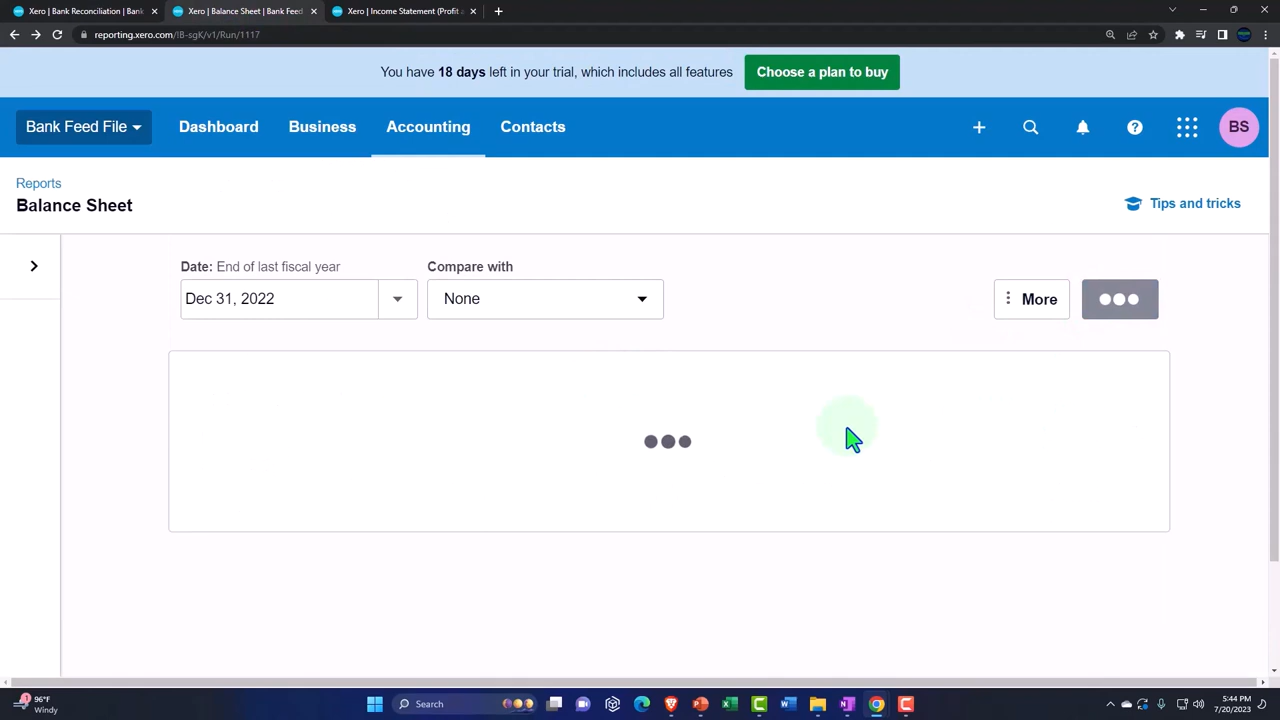 Xero | Bank Reconciliation | Bank
Xero | Balance Sheet | Bank Feed
Xero | Income Statement (Profit a
reporting.xero.com/!B-sgK/v1/Run/1117
You have 18 days left in your trial, which includes all features
Choose a plan to buy
Bank Feed File
Dashboard
Business
Accounting
Contacts
BS
Reports
Balance Sheet
Tips and tricks
Date: End of last fiscal year
Compare with
Dec 31, 2022
None
More
96°F
Windy
1
Search
5:44 PM
7/20/2023